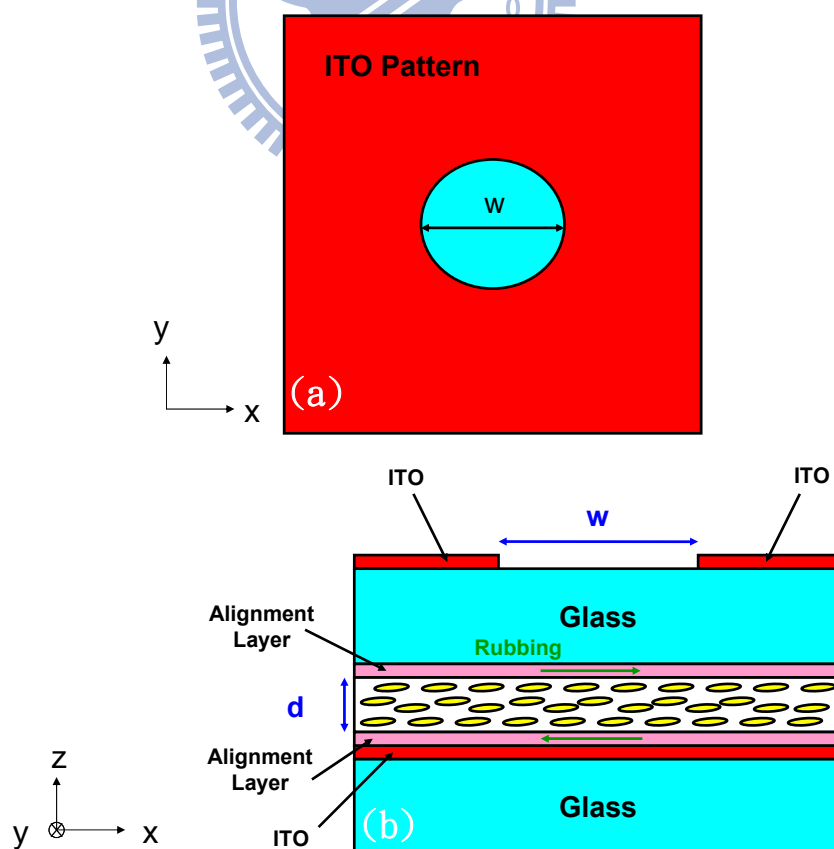 ITO Pattern
w
y
x
(a)
ITO
ITO
w
Glass
Alignment
Layer
Rubbing
d
Alignment
Layer
z
y
x
ITO
Glass
(b)